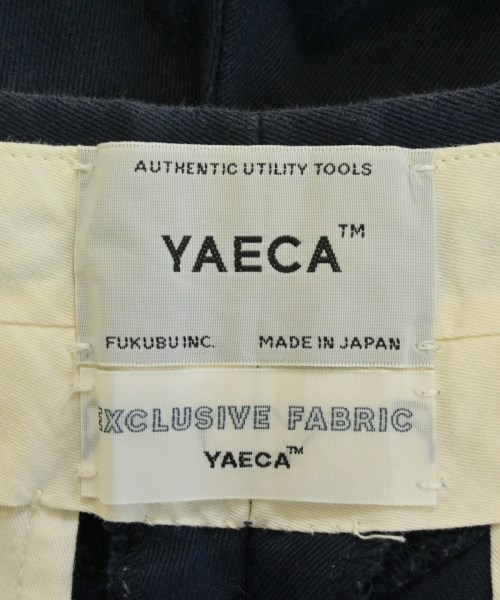 AUTHENTIC UTILITY TOOLS
YAECA™
FUKUBU INC. MADE IN JAPAN
EXCLUSIVE FABRIC
YAECA™